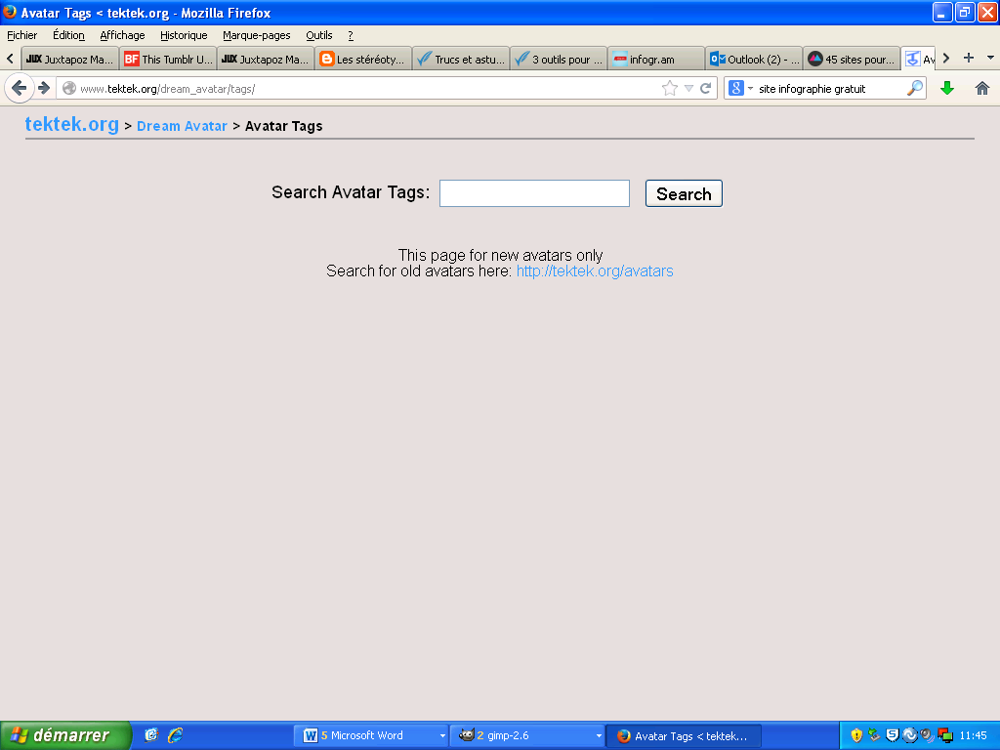 Avatar Tags < tektek.org - Mozilla Firefox
Fichier Édition Affichage Historique Marque-pages Outils ?
JUX Juxtapoz Ma... BF This Tumblr U... JUX Juxtapoz Ma... Les stéréoty... Trucs et astu... 3 outils pour ... infogr.am Outlook (2) - ... 45 sites pour... Av
www.tektek.org/dream_avatar/tags/ 8 site infographie gratuit
tektek.org > Dream Avatar > Avatar Tags
Search Avatar Tags: Search
This page for new avatars only
Search for old avatars here: http://tektek.org/avatars
démarrer 5 Microsoft Word 2 gimp-2.6 Avatar Tags < tektek... 11:45